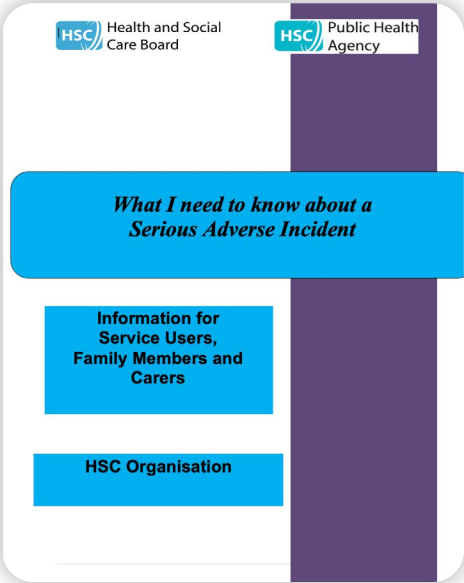 HSC Health and Social
Care Board
HSC Public Health
Agency
What I need to know about a
Serious Adverse Incident
Information for
Service Users,
Family Members and
Carers
HSC Organisation